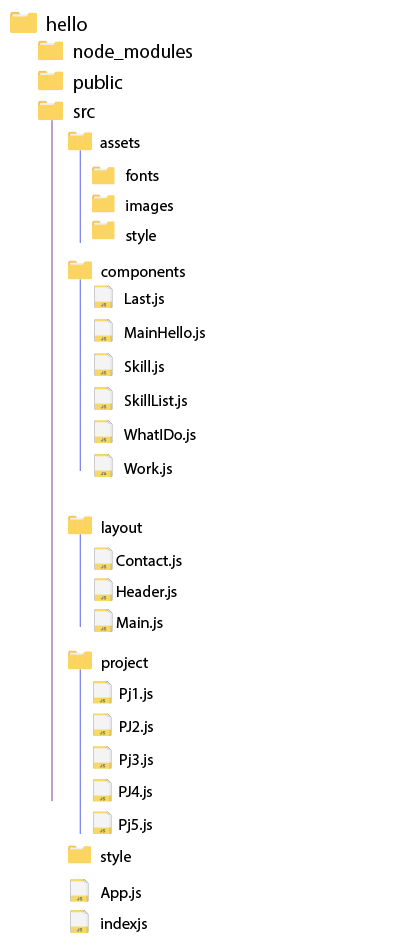 hello
node_modules
public
src
assets
fonts
images
style
components
Last.js
MainHello.js
Skill.js
SkillList.js
WhatIDo.js
Work.js
layout
Contact.js
Header.js
Main.js
project
Pj1.js
PJ2.js
Pj3.js
PJ4.js
Pj5.js
style
App.js
indexjs